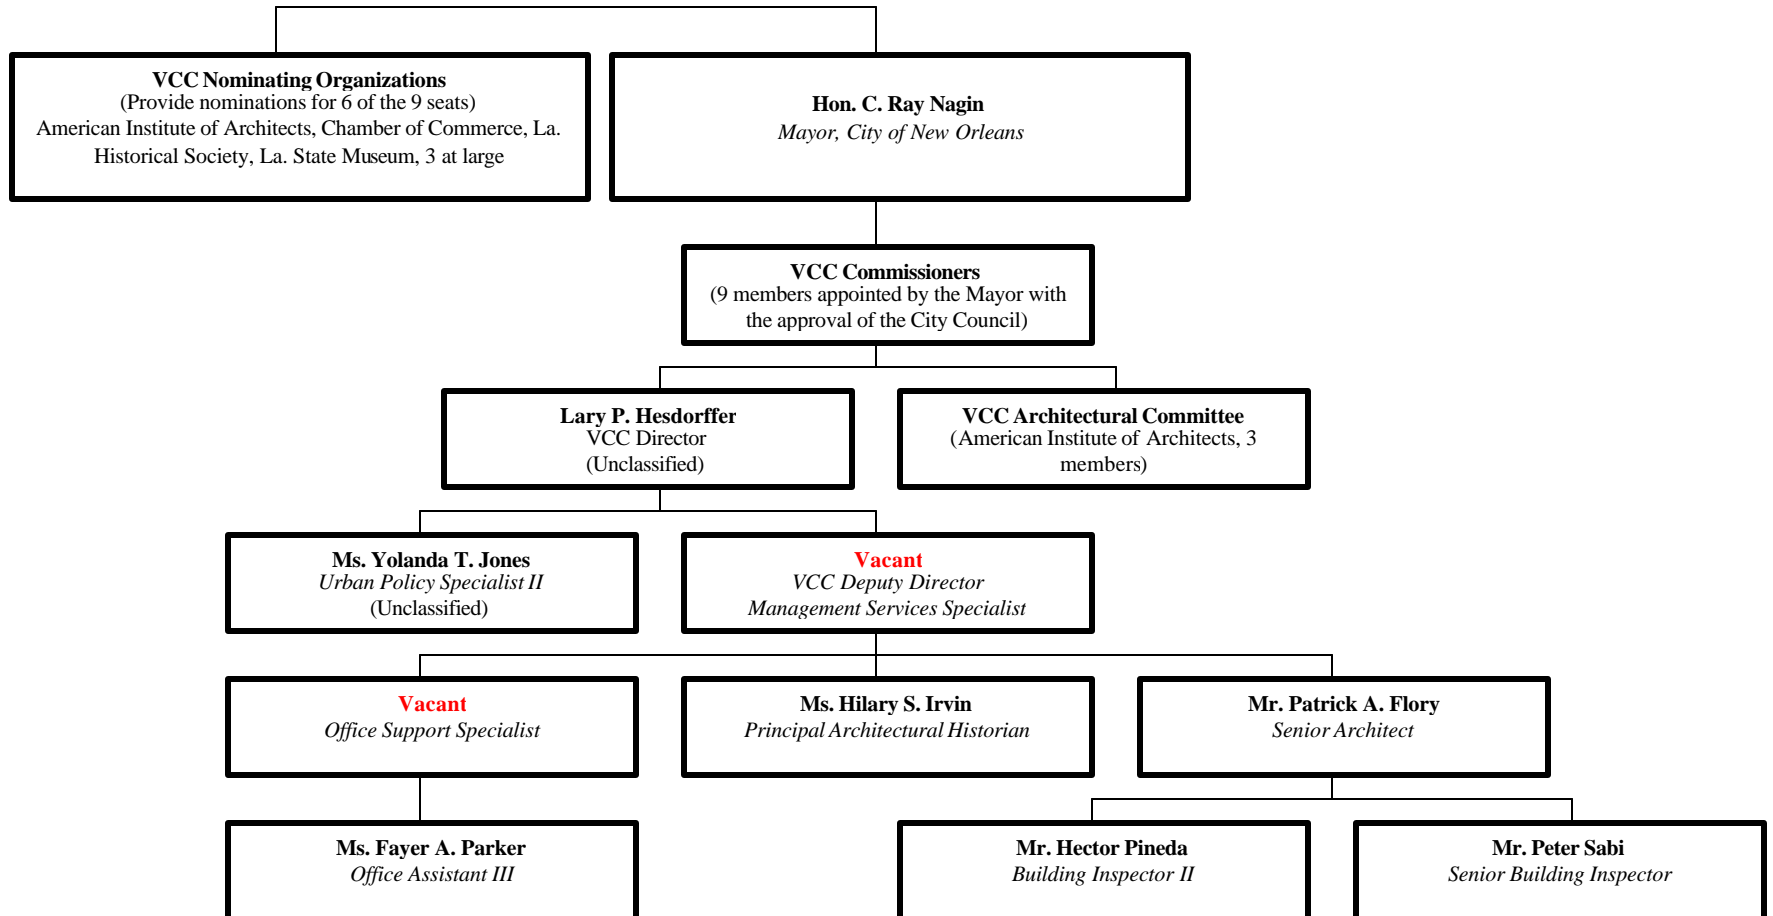 VCC Nominating Organizations
(Provide nominations for 6 of the 9 seats)
American Institute of Architects, Chamber of Commerce, La.
Historical Society, La. State Museum, 3 at large
Hon. C. Ray Nagin
Mayor, City of New Orleans
VCC Commissioners
(9 members appointed by the Mayor with
the approval of the City Council)
Lary P. Hesdorffer
VCC Director
(Unclassified)
VCC Architectural Committee
(American Institute of Architects, 3
members)
Ms. Yolanda T. Jones
Urban Policy Specialist II
(Unclassified)
Vacant
VCC Deputy Director
Management Services Specialist
Vacant
Office Support Specialist
Ms. Hilary S. Irvin
Principal Architectural Historian
Mr. Patrick A. Flory
Senior Architect
Ms. Fayer A. Parker
Office Assistant III
Mr. Hector Pineda
Building Inspector II
Mr. Peter Sabi
Senior Building Inspector